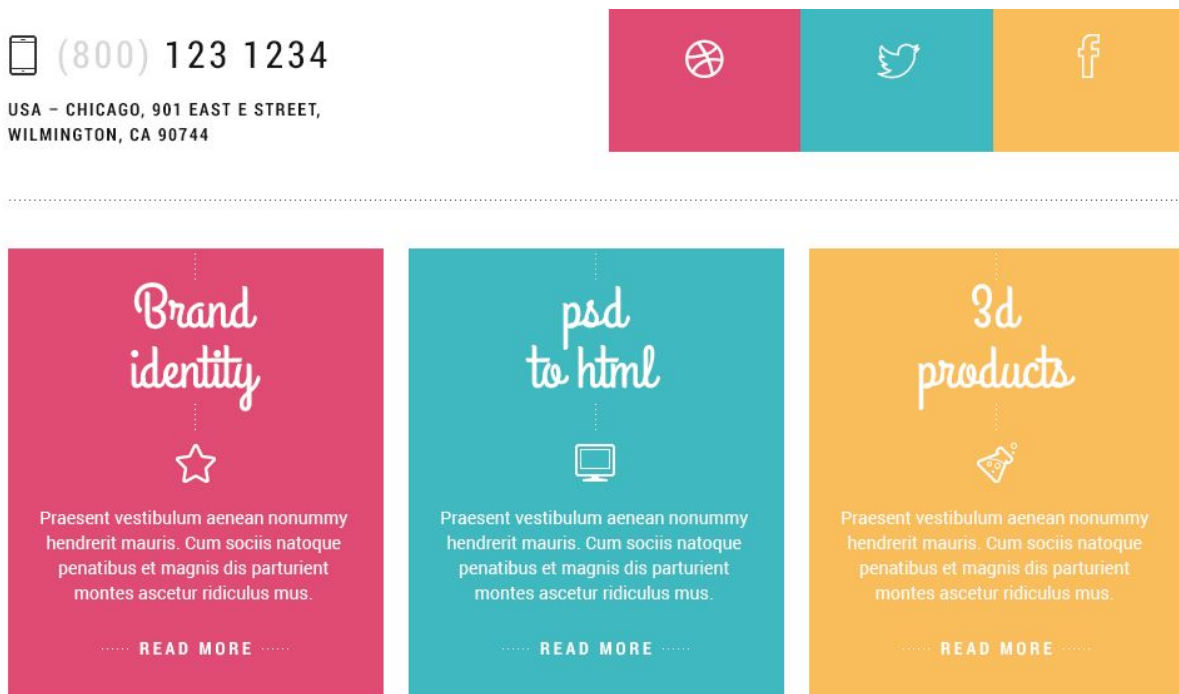 (800) 123 1234
USA – CHICAGO, 901 EAST E STREET,
WILMINGTON, CA 90744
Brand
identity
Praesent vestibulum aenean nonummy
hendrerit mauris. Cum sociis natoque
penatibus et magnis dis parturient
montes ascetur ridiculus mus.
READ MORE
psd
to html
Praesent vestibulum aenean nonummy
hendrerit mauris. Cum sociis natoque
penatibus et magnis dis parturient
montes ascetur ridiculus mus.
READ MORE
3d
products
Praesent vestibulum aenean nonummy
hendrerit mauris. Cum sociis natoque
penatibus et magnis dis parturient
montes ascetur ridiculus mus.
READ MORE